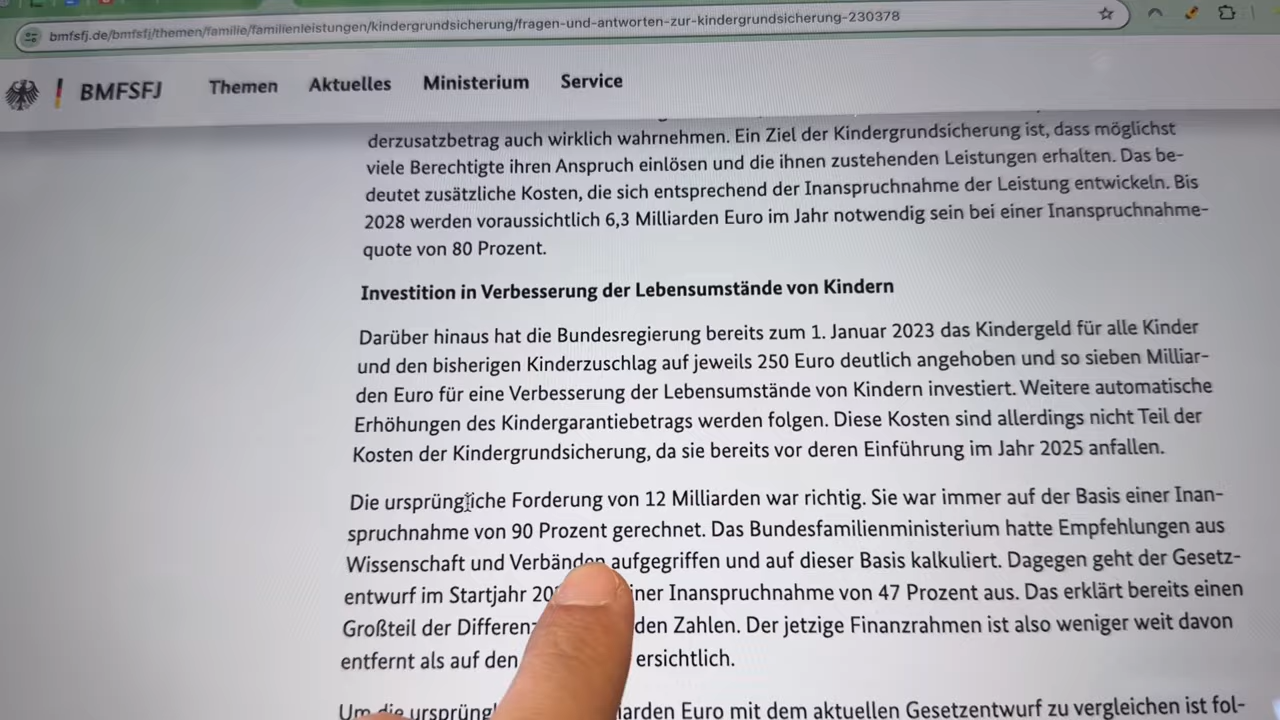 bmfsfj.de/bmfsfj/themen/familie/familienleistungen/kindergrundsicherung/fragen-und-antworten-zur-kindergrundsicherung-230378
BMFSFJ Themen Aktuelles Ministerium Service
derzusatzbetrag auch wirklich wahrnehmen. Ein Ziel der Kindergrundsicherung ist, dass möglichst
viele Berechtigte ihren Anspruch einlösen und die ihnen zustehenden Leistungen erhalten. Das be-
deutet zusätzliche Kosten, die sich entsprechend der Inanspruchnahme der Leistung entwickeln. Bis
2028 werden voraussichtlich 6,3 Milliarden Euro im Jahr notwendig sein bei einer Inanspruchnahme-
quote von 80 Prozent.
Investition in Verbesserung der Lebensumstände von Kindern
Darüber hinaus hat die Bundesregierung bereits zum 1. Januar 2023 das Kindergeld für alle Kinder
und den bisherigen Kinderzuschlag auf jeweils 250 Euro deutlich angehoben und so sieben Milliar-
den Euro für eine Verbesserung der Lebensumstände von Kindern investiert. Weitere automatische
Erhöhungen des Kindergarantiebetrags werden folgen. Diese Kosten sind allerdings nicht Teil der
Kosten der Kindergrundsicherung, da sie bereits vor deren Einführung im Jahr 2025 anfallen.
Die ursprüngliche Forderung von 12 Milliarden war richtig. Sie war immer auf der Basis einer Inan-
spruchnahme von 90 Prozent gerechnet. Das Bundesfamilienministerium hatte Empfehlungen aus
Wissenschaft und Verbänden aufgegriffen und auf dieser Basis kalkuliert. Dagegen geht der Gesetz-
entwurf im Startjahr Inanspruchnahme von 47 Prozent aus. Das erklärt bereits einen
Großteil der den Zahlen. Der jetzige Finanzrahmen ist also weniger weit davon
entfernt als auf den ersichtlich.
Um die Euro mit dem aktuellen Gesetzentwurf zu vergleichen ist fol-